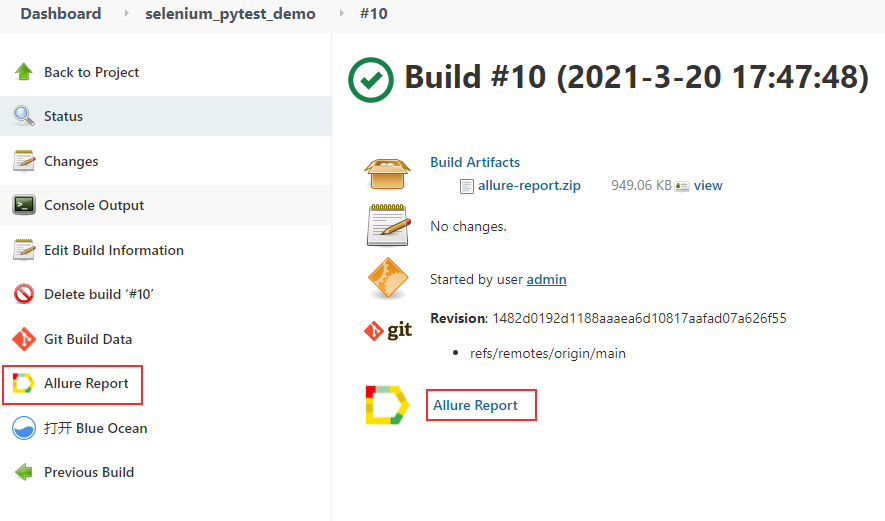 Dashboard selenium_pytest_demo #10
Back to Project
Status
Changes
Console Output
Edit Build Information
Delete build ‘#10’
Git Build Data
Allure Report
打开 Blue Ocean
Previous Build
Build #10 (2021-3-20 17:47:48)
Build Artifacts
allure-report.zip 949.06 KB view
No changes.
Started by user admin
git
Revision: 1482d0192d1188aaaea6d10817aafad07a626f55
refs/remotes/origin/main
Allure Report